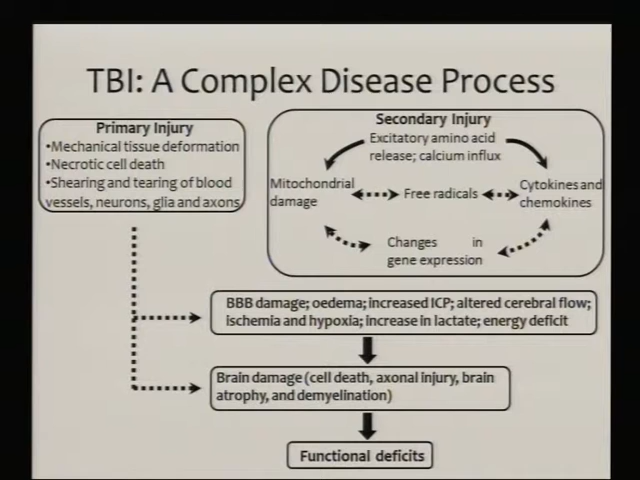 TBI: A Complex Disease Process
Primary Injury
•Mechanical tissue deformation
•Necrotic cell death
•Shearing and tearing of blood
vessels, neurons, glia and axons
Secondary Injury
Excitatory amino acid
release; calcium influx
Mitochondrial
damage
Free radicals
Cytokines and
chemokines
Changes in
gene expression
BBB damage; oedema; increased ICP; altered cerebral flow;
ischemia and hypoxia; increase in lactate; energy deficit
Brain damage (cell death, axonal injury, brain
atrophy, and demyelination)
Functional deficits